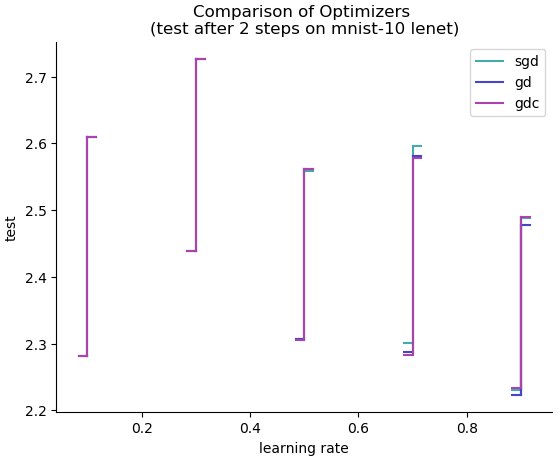 Comparison of Optimizers
(test after 2 steps on mnist-10 lenet)
sgd
gd
gdc
2.7
2.6
2.5
2.4
2.3
2.2
test
0.2 0.4 0.6 0.8
learning rate